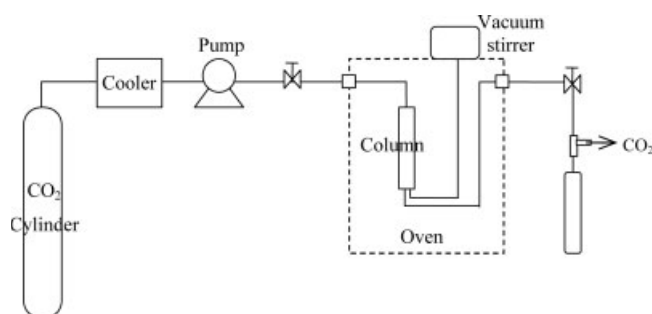 Vacuum
stirrer
Pump
Cooler
Column
CO₂
CO₂
Cylinder
Oven